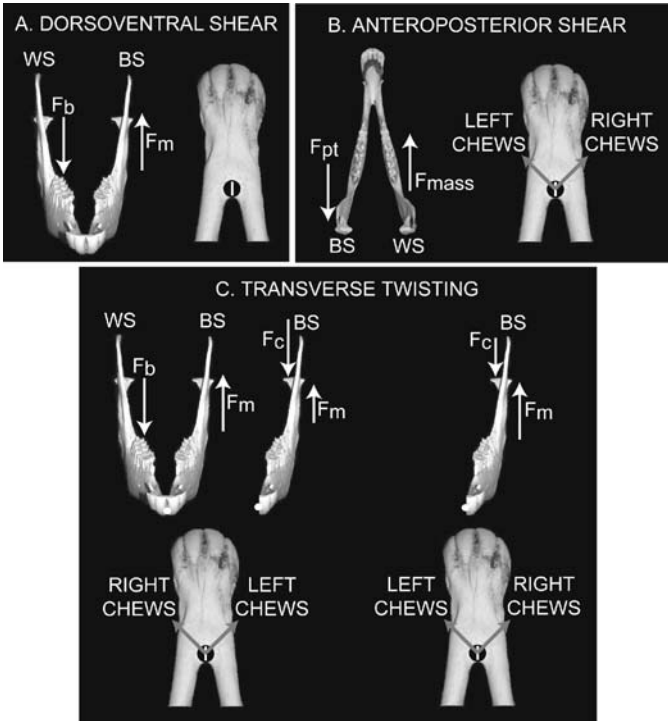 A. DORSOVENTRAL SHEAR
WS BS
Fb
Fm
B. ANTEROPOSTERIOR SHEAR
LEFT CHEWS
RIGHT CHEWS
Fpt
Fmass
BS WS
C. TRANSVERSE TWISTING
WS BS
Fb
Fm
BS
Fc
Fm
BS
Fc
Fm
RIGHT CHEWS
LEFT CHEWS
LEFT CHEWS
RIGHT CHEWS